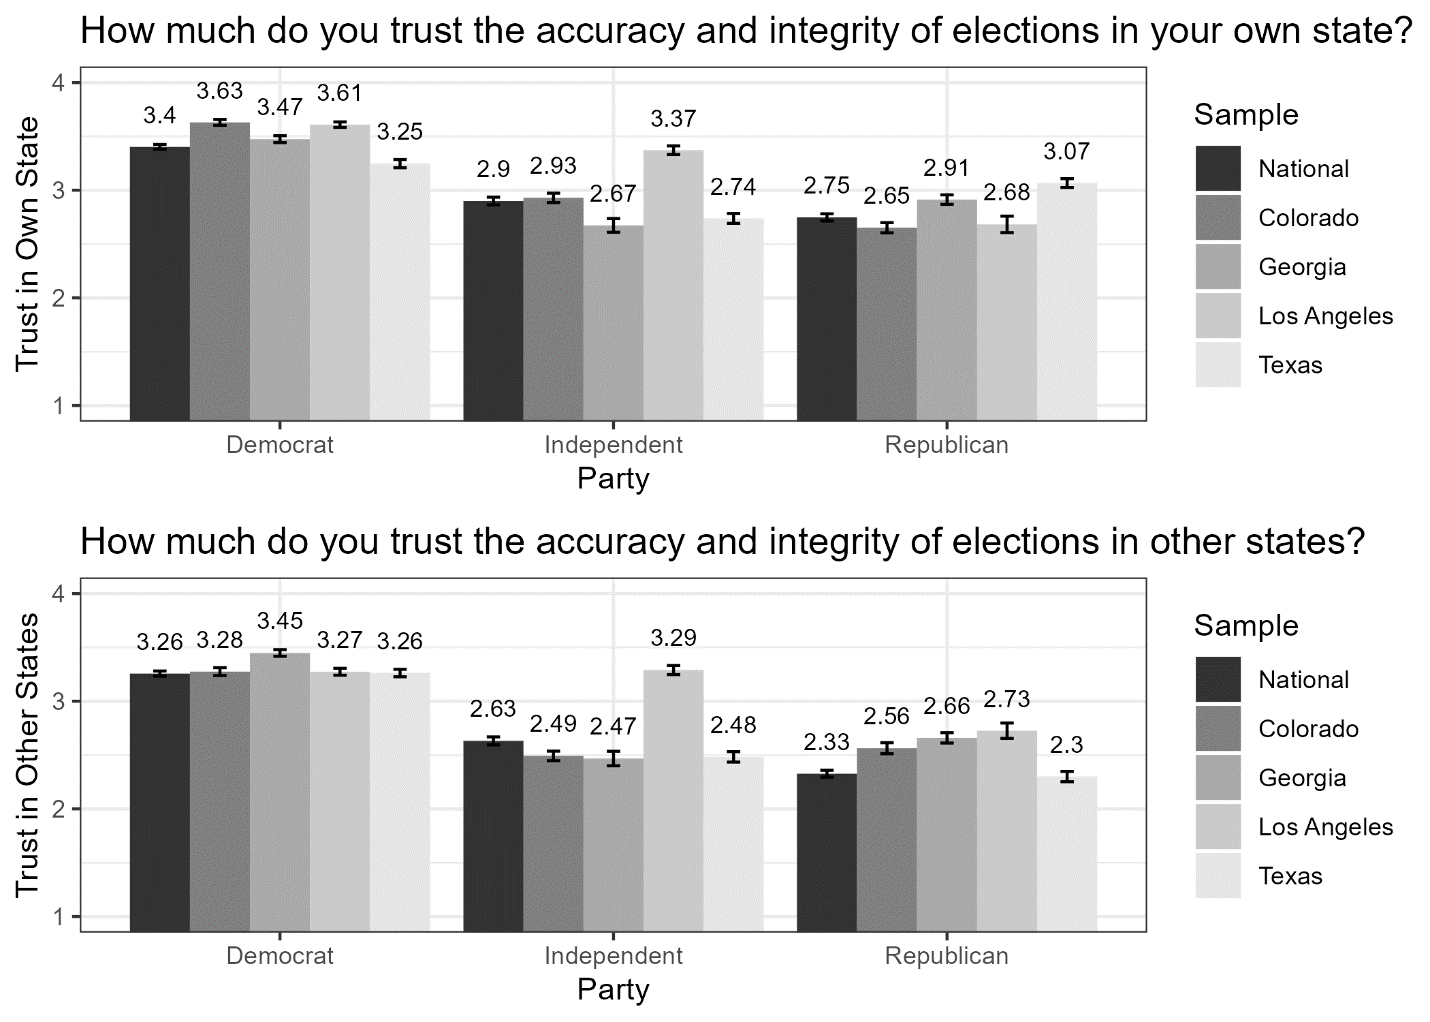 How much do you trust the accuracy and integrity of elections in your own state?
Trust in Own State
4
3
2
1
3.4
3.63
3.47
3.61
3.25
2.9
2.93
2.67
3.37
2.74
2.75
2.65
2.91
2.68
3.07
Democrat
Independent
Republican
Party
Sample
National
Colorado
Georgia
Los Angeles
Texas
How much do you trust the accuracy and integrity of elections in other states?
Trust in Other States
4
3
2
1
3.26
3.28
3.45
3.27
3.26
2.63
2.49
2.47
3.29
2.48
2.33
2.56
2.66
2.73
2.3
Democrat
Independent
Republican
Party
Sample
National
Colorado
Georgia
Los Angeles
Texas